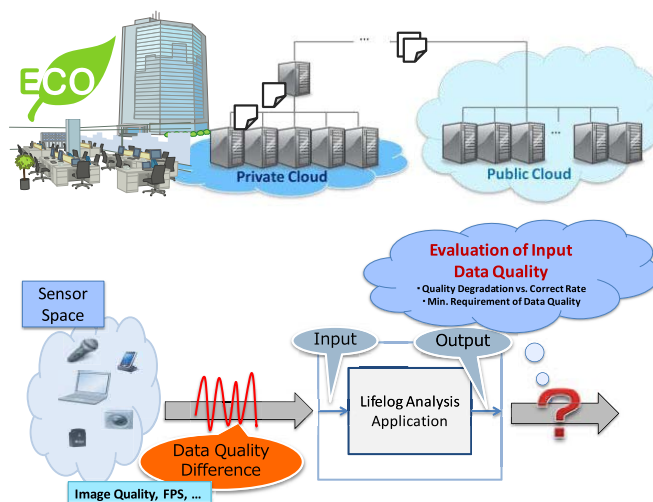 ECO
...
Private Cloud
...
Public Cloud
Evaluation of Input
Data Quality
• Quality Degradation vs. Correct Rate
• Min. Requirement of Data Quality
Sensor
Space
Input
Output
Lifelog Analysis
Application
?
Data Quality
Difference
Image Quality, FPS, ...